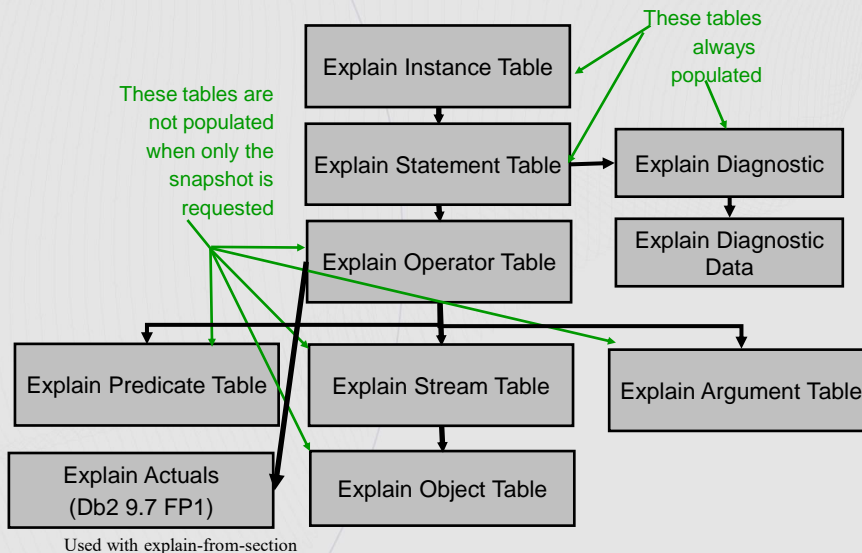 These tables
always
populated
Explain Instance Table
These tables are
not populated
when only the
snapshot is
requested
Explain Statement Table
Explain Diagnostic
Explain Operator Table
Explain Diagnostic
Data
Explain Predicate Table
Explain Stream Table
Explain Argument Table
Explain Actuals
(Db2 9.7 FP1)
Explain Object Table
Used with explain-from-section